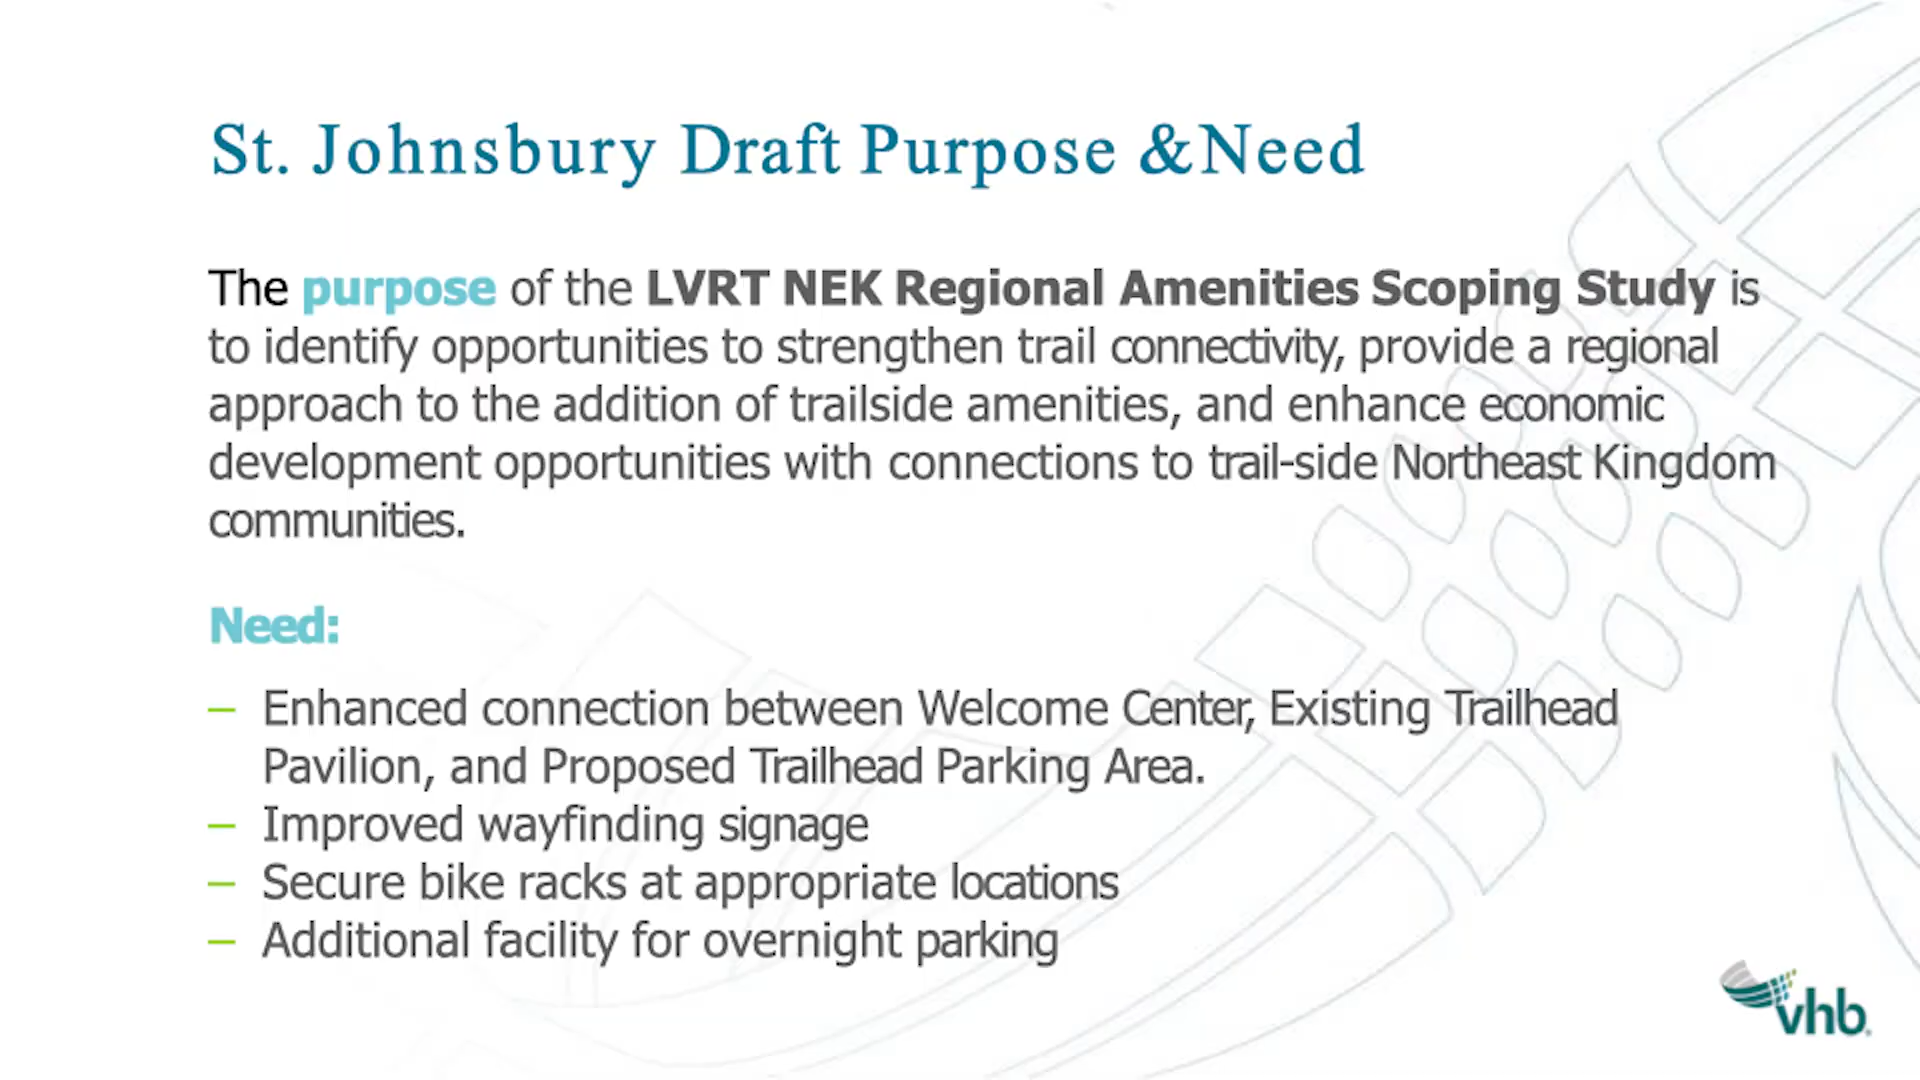 St. Johnsbury Draft Purpose &Need
The purpose of the LVRT NEK Regional Amenities Scoping Study is
to identify opportunities to strengthen trail connectivity, provide a regional
approach to the addition of trailside amenities, and enhance economic
development opportunities with connections to trail-side Northeast Kingdom
communities.
Need:
– Enhanced connection between Welcome Center, Existing Trailhead
Pavilion, and Proposed Trailhead Parking Area.
– Improved wayfinding signage
– Secure bike racks at appropriate locations
– Additional facility for overnight parking
vhb